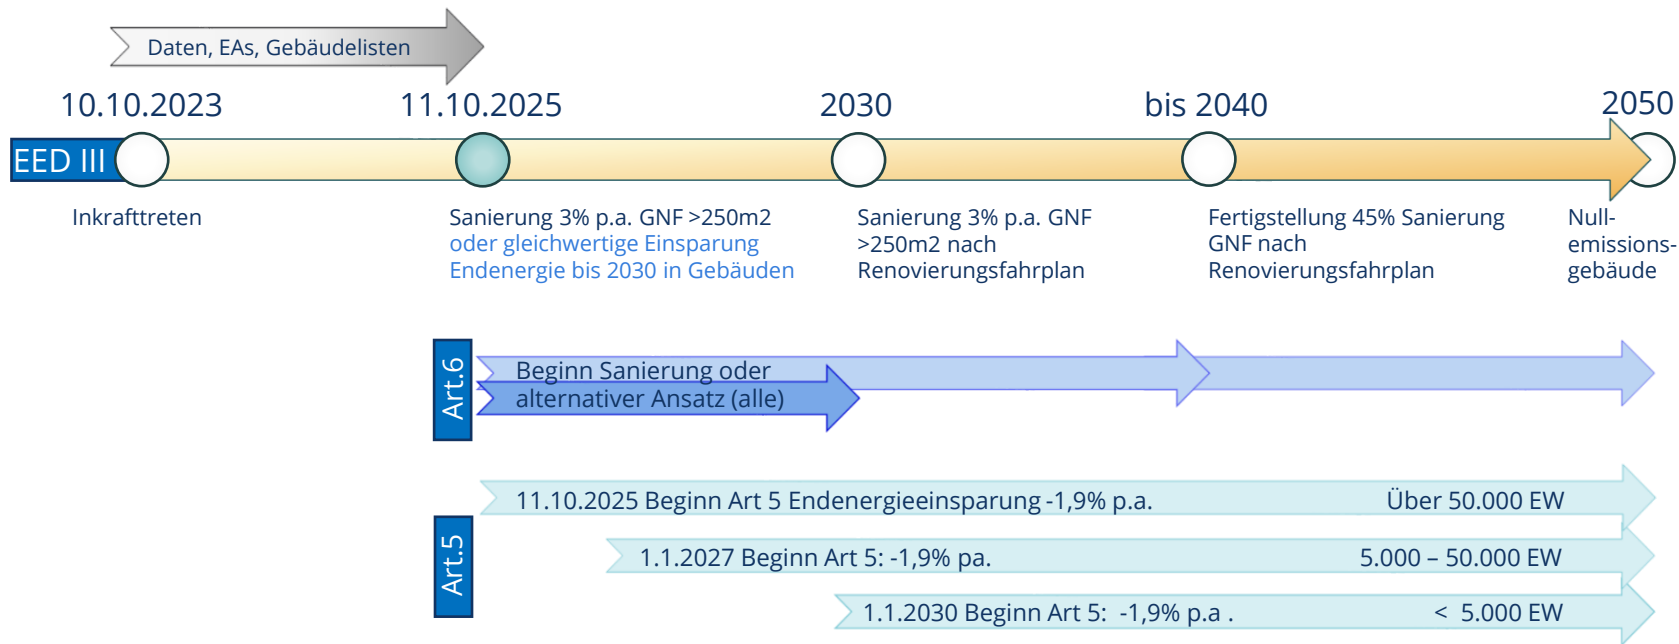 Daten, EAs, Gebäudelisten
10.10.2023
11.10.2025
2030
bis 2040
2050
EED III
Inkrafttreten
Sanierung 3% p.a. GNF >250m2
oder gleichwertige Einsparung
Endenergie bis 2030 in Gebäuden
Sanierung 3% p.a. GNF
>250m2 nach
Renovierungsfahrplan
Fertigstellung 45% Sanierung
GNF nach
Renovierungsfahrplan
Null-
emissions-
gebäude
Art.6
Beginn Sanierung oder
alternativer Ansatz (alle)
Art.5
11.10.2025 Beginn Art 5 Endenergieeinsparung -1,9% p.a. Über 50.000 EW
1.1.2027 Beginn Art 5: -1,9% pa. 5.000 – 50.000 EW
1.1.2030 Beginn Art 5: -1,9% p.a . < 5.000 EW